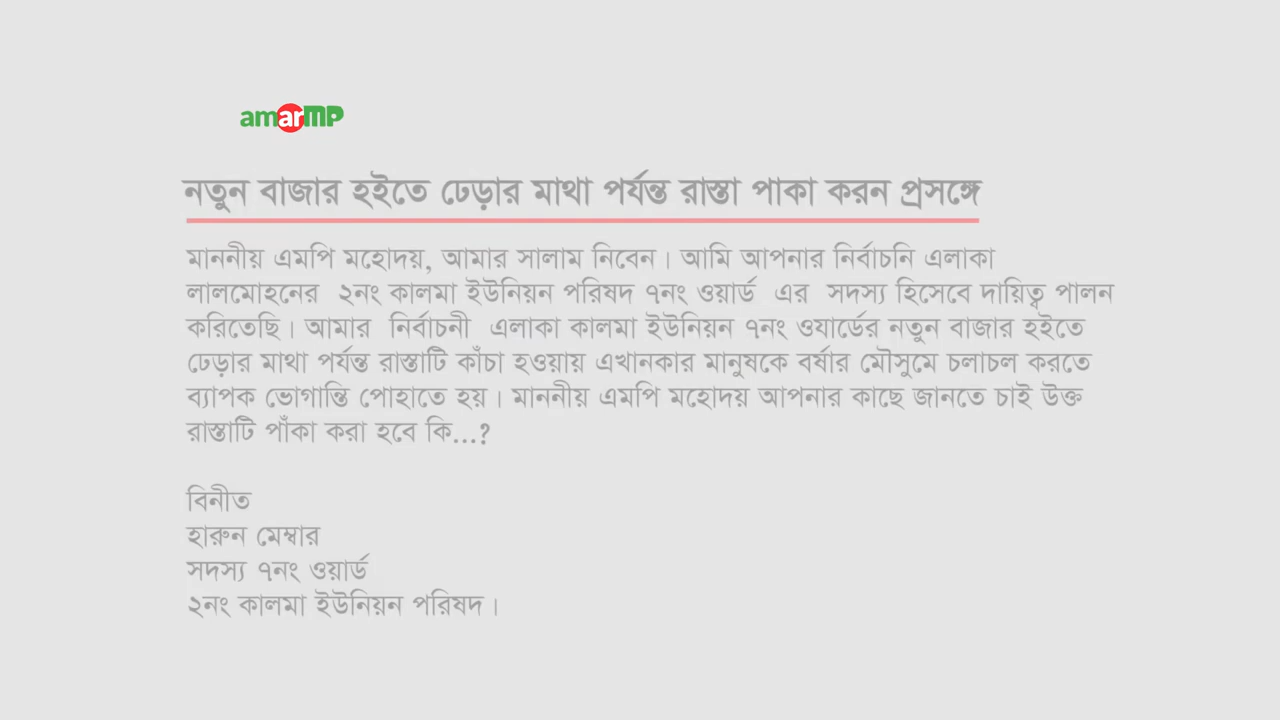 amarMP
নতুন বাজার হইতে ঢেড়ার মাথা পর্যন্ত রাস্তা পাকা করন প্রসঙ্গে
মাননীয় এমপি মহোদয়, আমার সালাম নিবেন। আমি আপনার নির্বাচনি এলাকা
লালমোহনের ২নং কালমা ইউনিয়ন পরিষদ ৭নং ওয়ার্ড এর সদস্য হিসেবে দায়িত্ব পালন
করিতেছি। আমার নির্বাচনী এলাকা কালমা ইউনিয়ন ৭নং ওযার্ডের নতুন বাজার হইতে
ঢেড়ার মাথা পর্যন্ত রাস্তাটি কাঁচা হওয়ায় এখানকার মানুষকে বর্ষার মৌসুমে চলাচল করতে
ব্যাপক ভোগান্তি পোহাতে হয়। মাননীয় এমপি মহোদয় আপনার কাছে জানতে চাই উক্ত
রাস্তাটি পাঁকা করা হবে কি...?
বিনীত
হারুন মেম্বার
সদস্য ৭নং ওয়ার্ড
২নং কালমা ইউনিয়ন পরিষদ।